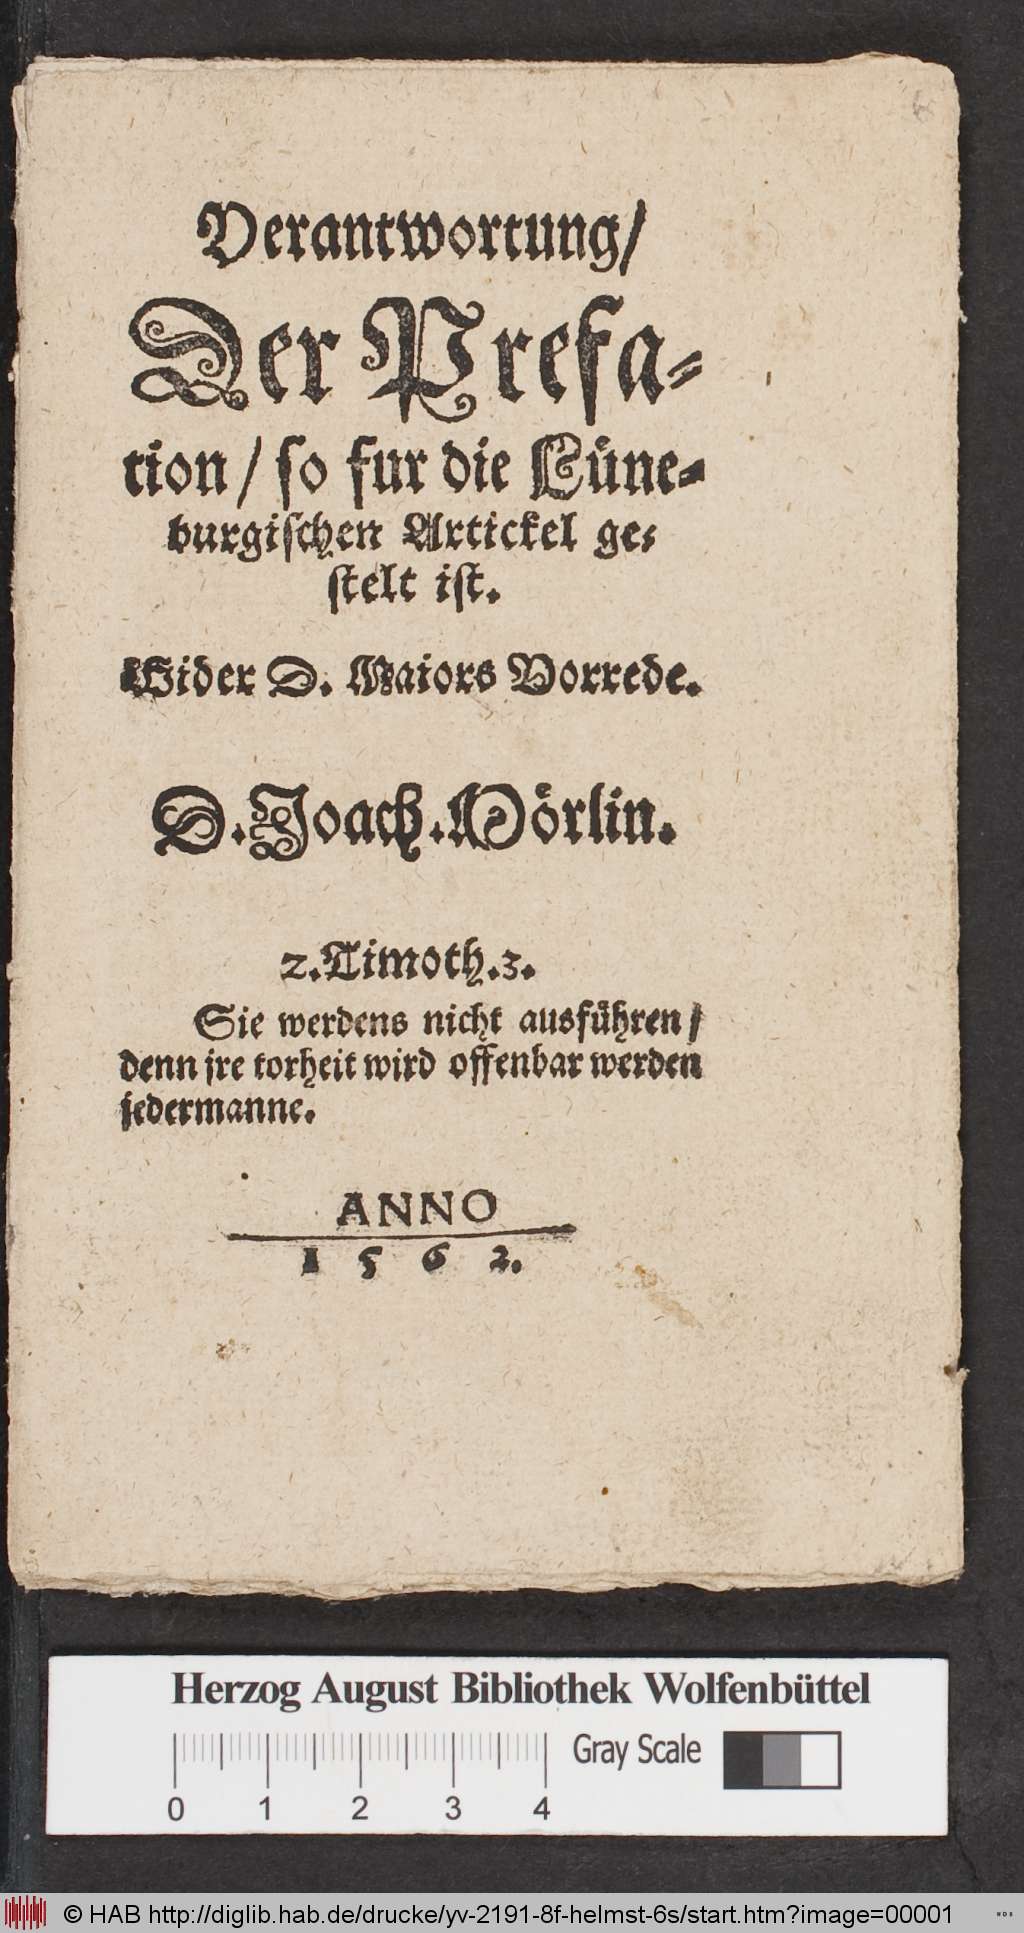 Verantwortung/
Der Prefa-
tion/ so fur die Lüne-
burgischen Artickel ge-
stelt ist.
Wider D. Maiors Vorrede.
D. Joach. Mörlin.
2. Timoth. 3.
Sie werdens nicht ausführen/
denn jre torheit wird offenbar werden
jedermanne.
ANNO
1562.
Herzog August Bibliothek Wolfenbüttel
Gray Scale
0 1 2 3 4
© HAB http://diglib.hab.de/drucke/yv-2191-8f-helmst-6s/start.htm?image=00001